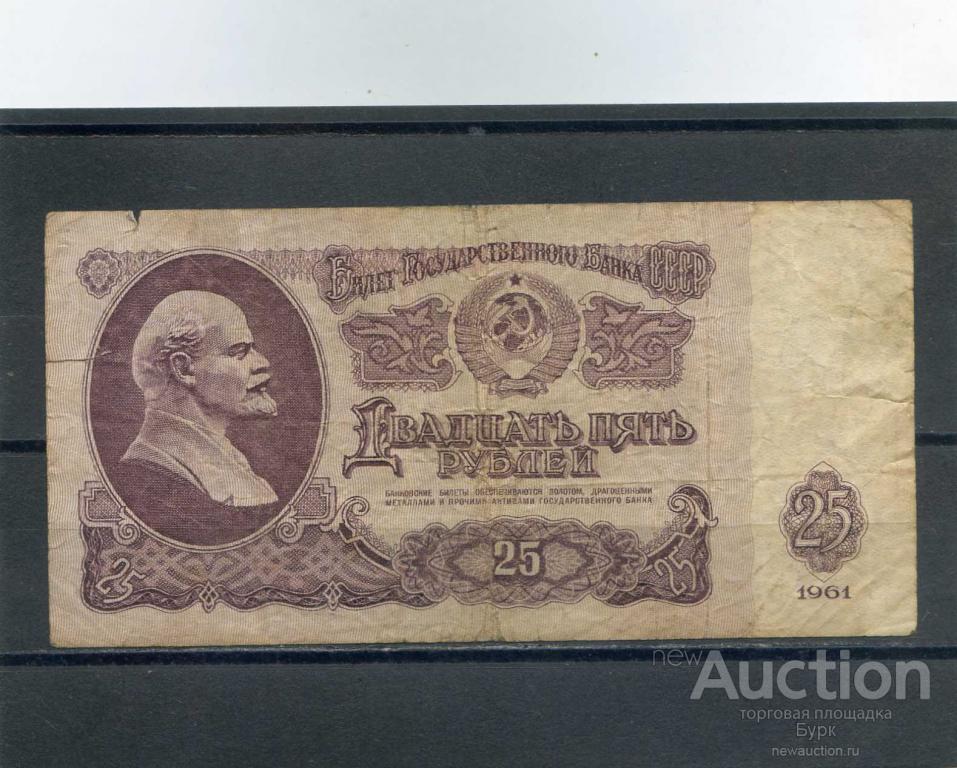 Билет Государственного Банка СССР
Двадцать пять
рублей
БАНКОВСКИЕ БИЛЕТЫ ОБЕСПЕЧИВАЮТСЯ ЗОЛОТОМ, ДРАГОЦЕННЫМИ
МЕТАЛЛАМИ И ПРОЧИМИ АКТИВАМИ ГОСУДАРСТВЕННОГО БАНКА
25
25
25
25
1961
newAuction
торговая площадка
Бурк
newauction.ru